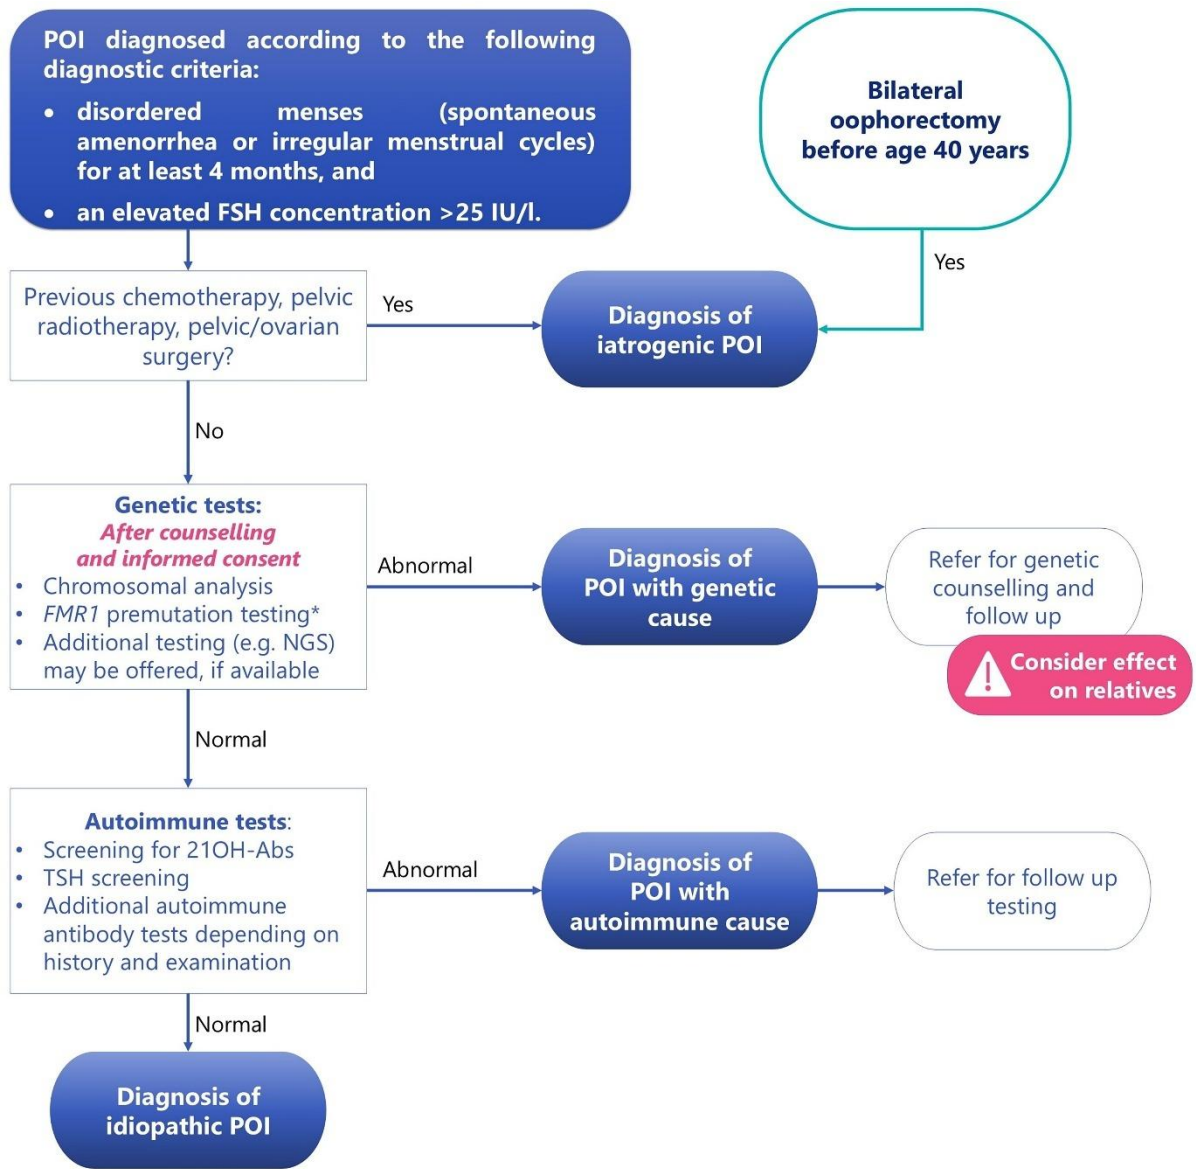 POI diagnosed according to the following
diagnostic criteria:
• disordered menses (spontaneous
amenorrhea or irregular menstrual cycles)
for at least 4 months, and
• an elevated FSH concentration >25 IU/l.
Bilateral
oophorectomy
before age 40 years
Yes
Previous chemotherapy, pelvic
radiotherapy, pelvic/ovarian
surgery?
Yes
Diagnosis of
iatrogenic POI
No
Genetic tests:
After counselling
and informed consent
• Chromosomal analysis
• FMR1 premutation testing*
• Additional testing (e.g. NGS)
may be offered, if available
Abnormal
Diagnosis of
POI with genetic
cause
Refer for genetic
counselling and
follow up
Consider effect
on relatives
Normal
Autoimmune tests:
• Screening for 21OH-Abs
• TSH screening
• Additional autoimmune
antibody tests depending on
history and examination
Abnormal
Diagnosis of
POI with
autoimmune cause
Refer for follow up
testing
Normal
Diagnosis of
idiopathic POI